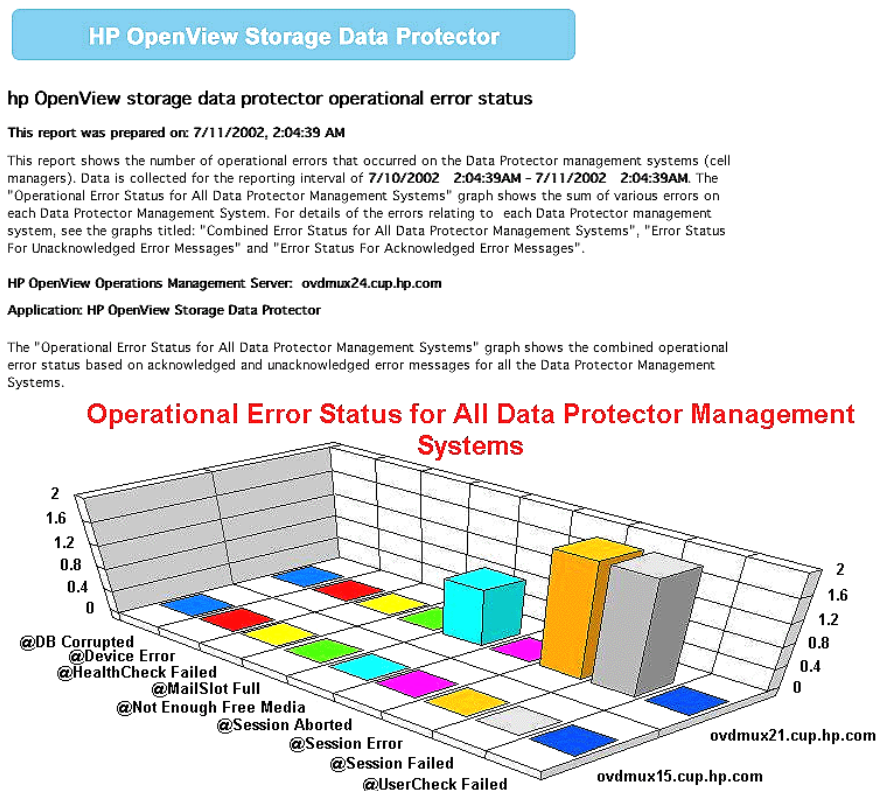 HP OpenView Storage Data Protector
hp OpenView storage data protector operational error status
This report was prepared on: 7/11/2002, 2:04:39 AM
This report shows the number of operational errors that occurred on the Data Protector management systems (cell
managers). Data is collected for the reporting interval of 7/10/2002 2:04:39AM – 7/11/2002 2:04:39AM. The
"Operational Error Status for All Data Protector Management Systems" graph shows the sum of various errors on
each Data Protector Management System. For details of the errors relating to each Data Protector management
system, see the graphs titled: "Combined Error Status for All Data Protector Management Systems", "Error Status
For Unacknowledged Error Messages" and "Error Status For Acknowledged Error Messages".
HP OpenView Operations Management Server: ovdmux24.cup.hp.com
Application: HP OpenView Storage Data Protector
The "Operational Error Status for All Data Protector Management Systems" graph shows the combined operational
error status based on acknowledged and unacknowledged error messages for all the Data Protector Management
Systems.
Operational Error Status for All Data Protector Management
Systems
2
1.6
1.2
0.8
0.4
0
2
1.6
1.2
0.8
0.4
0
@DB Corrupted
@Device Error
@HealthCheck Failed
@MailSlot Full
@Not Enough Free Media
@Session Aborted
@Session Error
@Session Failed
@UserCheck Failed
ovdmux21.cup.hp.com
ovdmux15.cup.hp.com